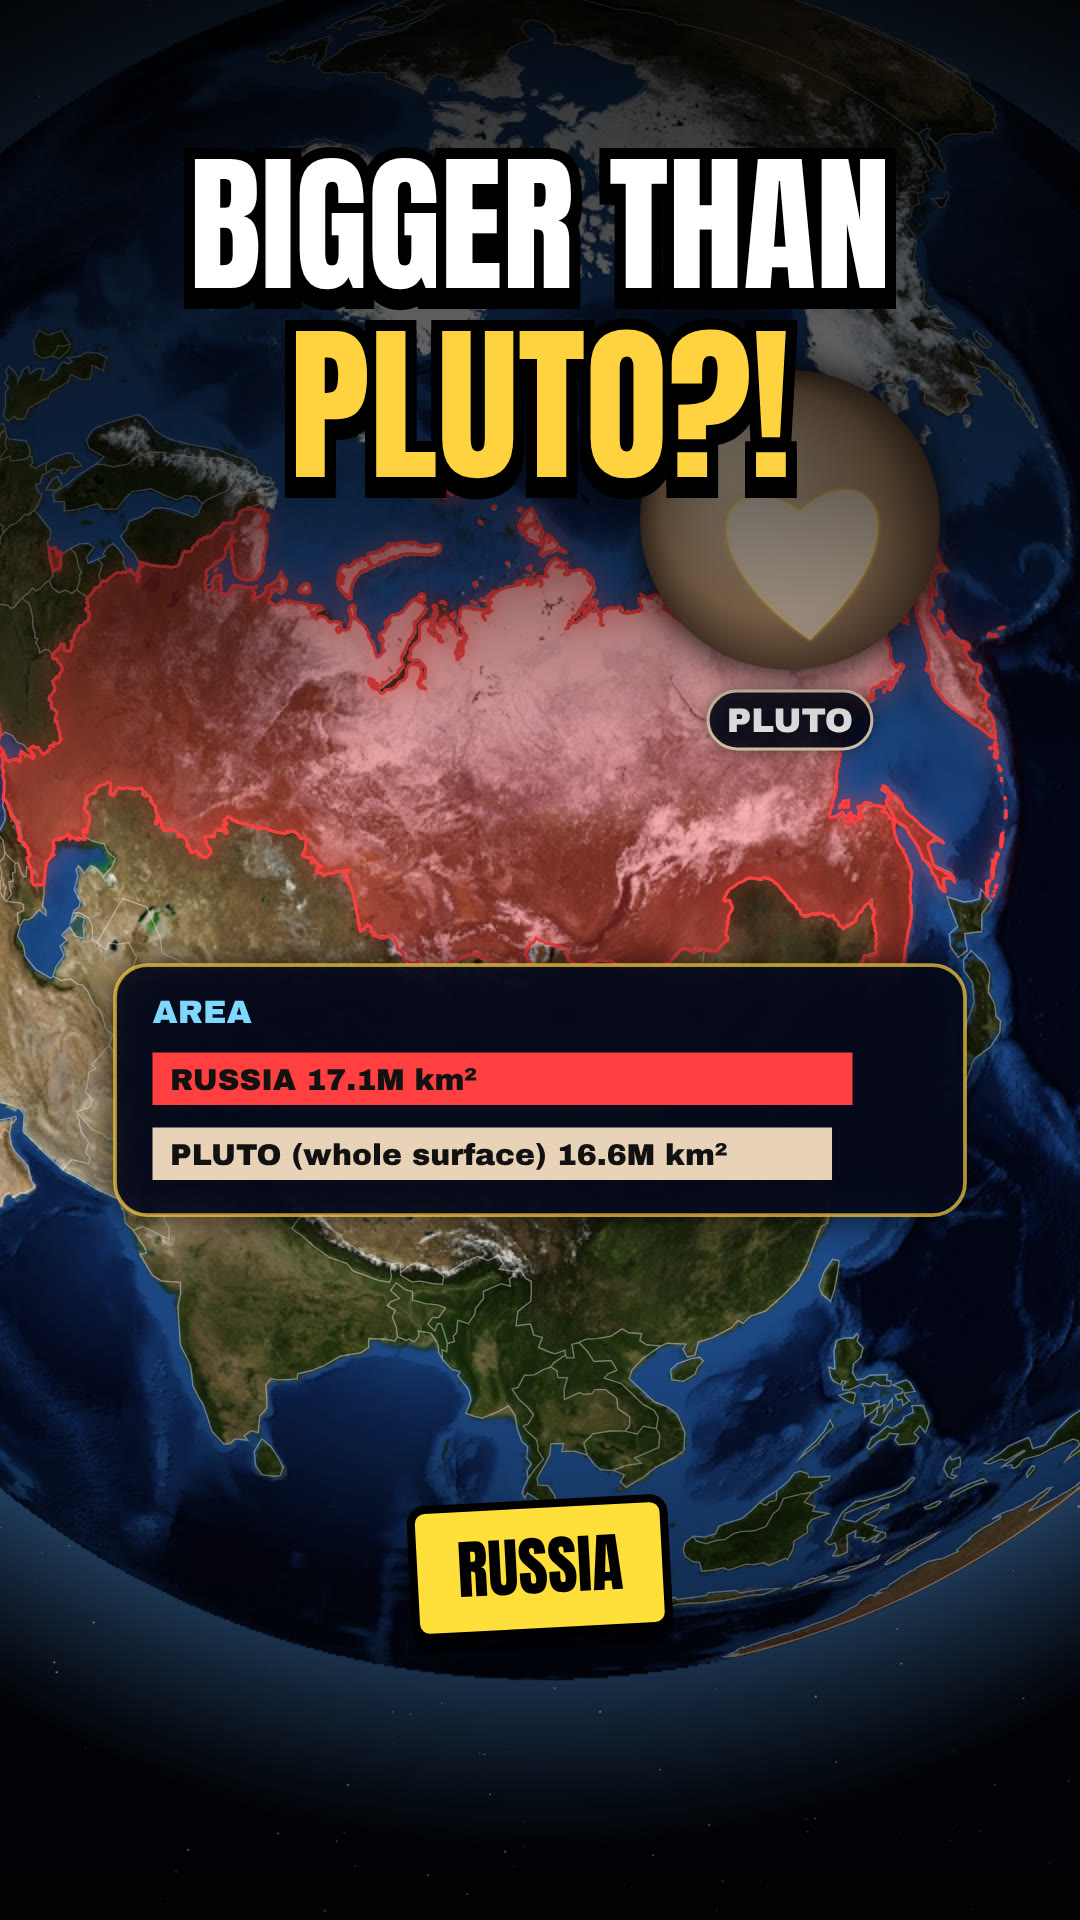 BIGGER THAN
PLUTO?!
PLUTO
AREA
RUSSIA 17.1M km²
PLUTO (whole surface) 16.6M km²
RUSSIA